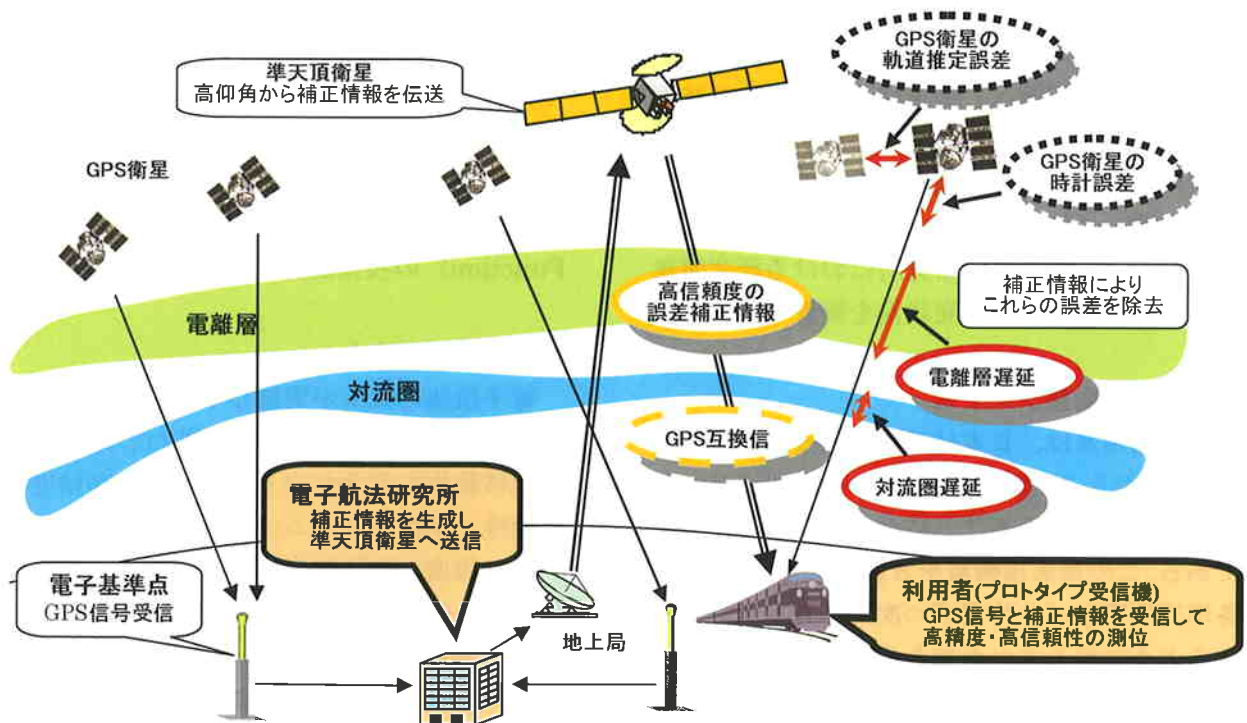 GPS衛星の
軌道推定誤差
準天頂衛星
高仰角から補正情報を伝送
GPS衛星
GPS衛星の
時計誤差
補正情報により
これらの誤差を除去
高信頼度の
誤差補正情報
電離層
電離層遅延
対流圏
GPS互換信
対流圏遅延
電子航法研究所
補正情報を生成し
準天頂衛星へ送信
電子基準点
GPS信号受信
地上局
利用者(プロトタイプ受信機)
GPS信号と補正情報を受信して
高精度・高信頼性の測位